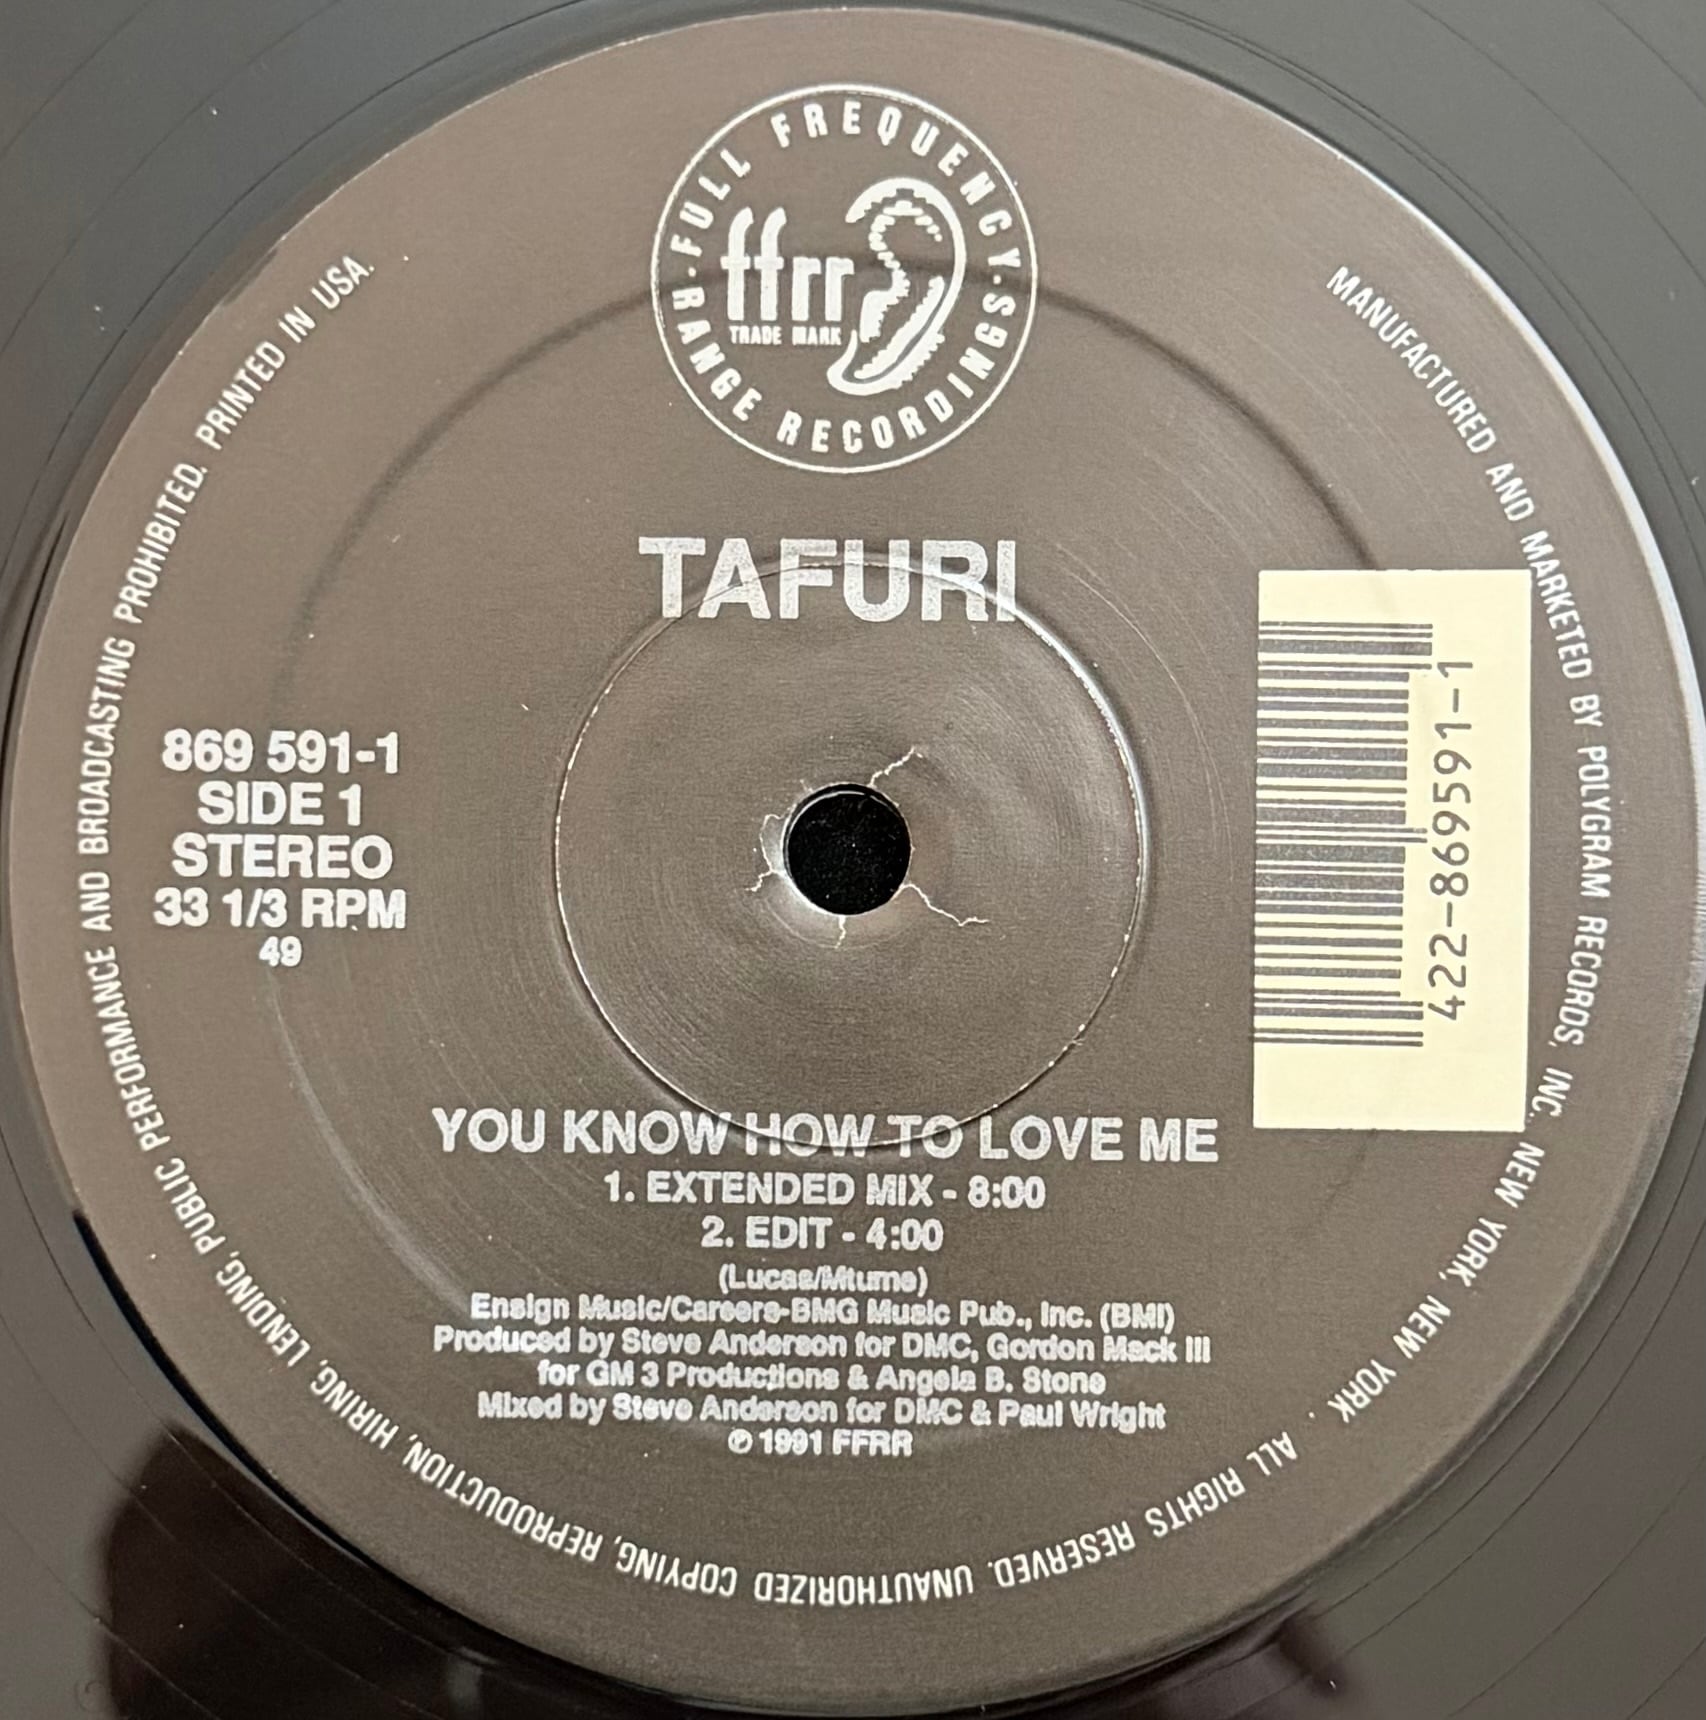 FULL FREQUENCY
RANGE RECORDINGS
ffrr
TRADE MARK
TAFURI
869 591-1
SIDE 1
STEREO
33 1/3 RPM
49
422-869591-1
YOU KNOW HOW TO LOVE ME
1. EXTENDED MIX - 8:00
2. EDIT - 4:00
(Lucas/Mtume)
Ensign Music/Careers-BMG Music Pub., Inc. (BMI)
Produced by Steve Anderson for DMC, Gordon Mack III
for GM 3 Productions & Angela B. Stone
Mixed by Steve Anderson for DMC & Paul Wright
℗ 1991 FFRR
MANUFACTURED AND MARKETED BY POLYGRAM RECORDS, INC. NEW YORK, NEW YORK . ALL RIGHTS RESERVED. UNAUTHORIZED COPYING, REPRODUCTION, HIRING, LENDING, PUBLIC PERFORMANCE AND BROADCASTING PROHIBITED. PRINTED IN USA.